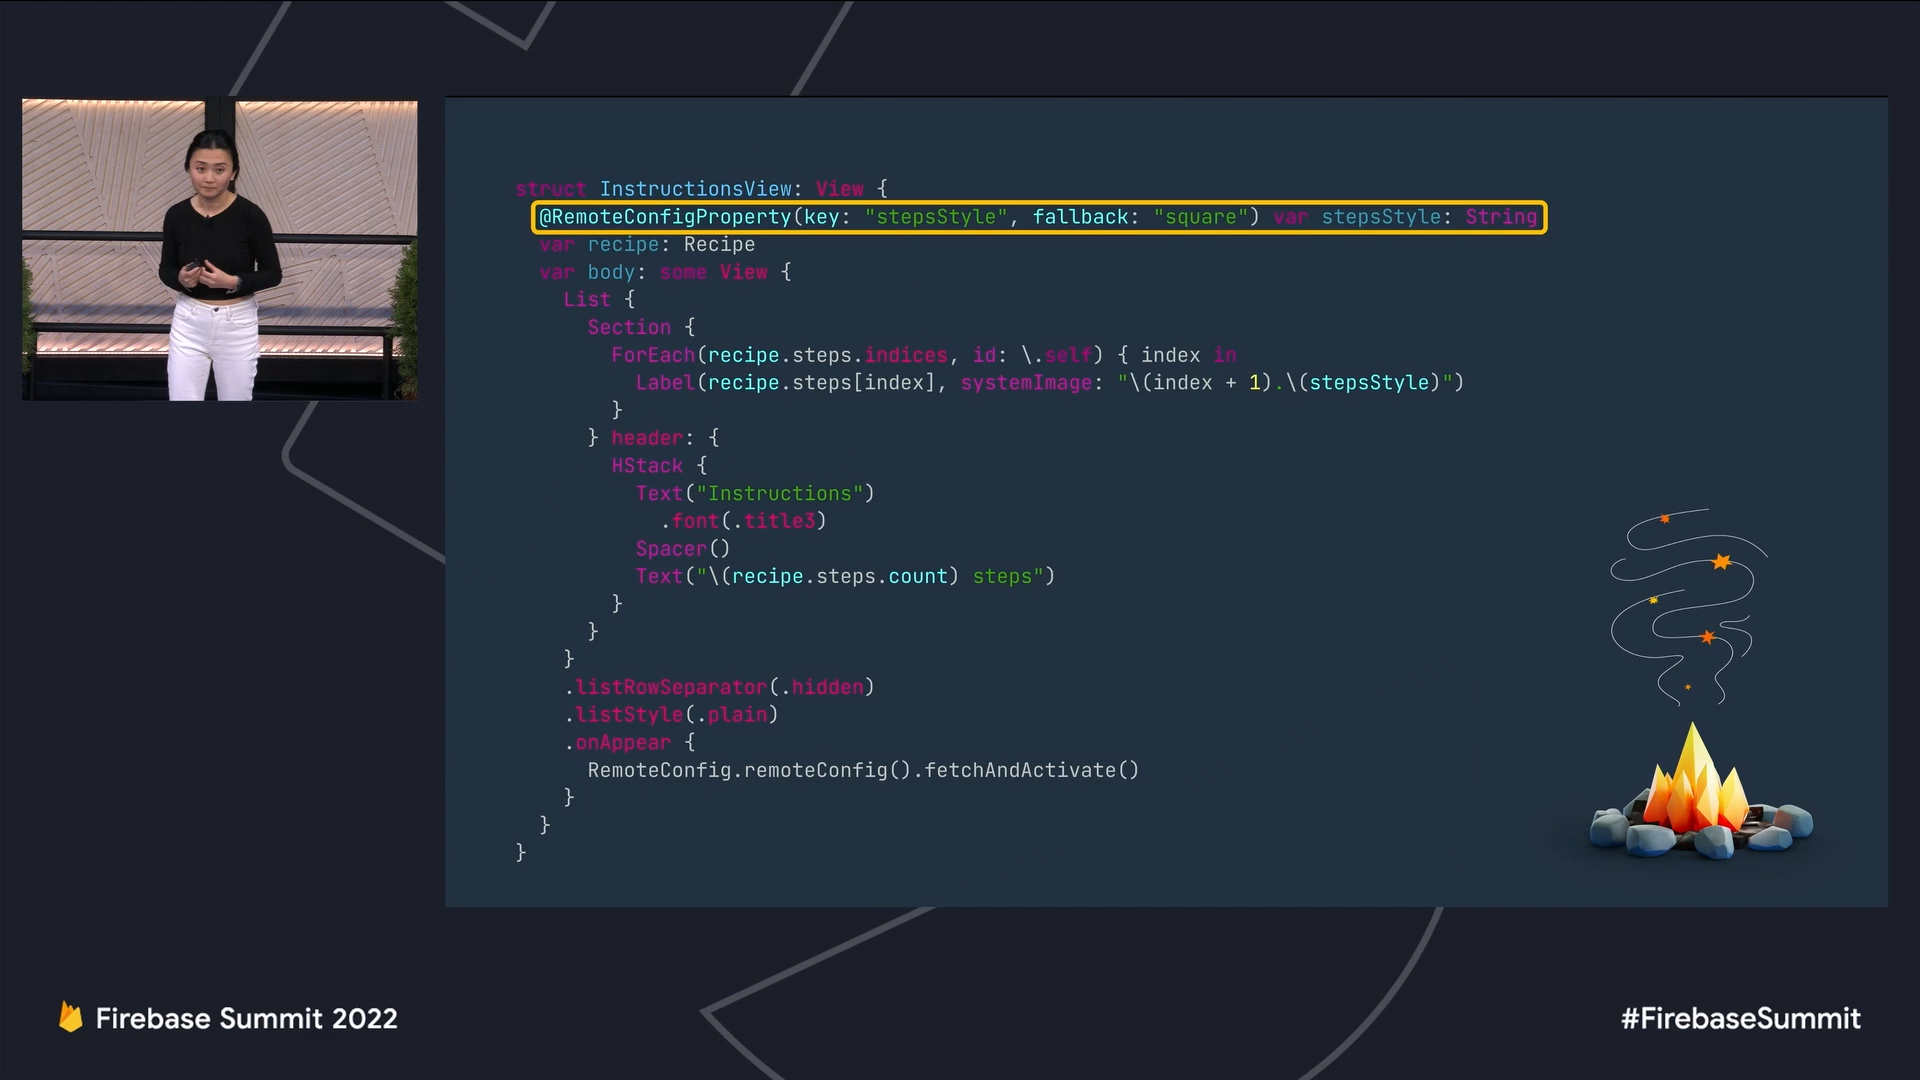 struct InstructionsView: View {
@RemoteConfigProperty(key: "stepsStyle", fallback: "square") var stepsStyle: String
var recipe: Recipe
var body: some View {
List {
Section {
ForEach(recipe.steps.indices, id: \.self) { index in
Label(recipe.steps[index], systemImage: "\(index + 1).\(stepsStyle)")
}
} header: {
HStack {
Text("Instructions")
.font(.title3)
Spacer()
Text("\(recipe.steps.count) steps")
}
}
}
.listRowSeparator(.hidden)
.listStyle(.plain)
.onAppear {
RemoteConfig.remoteConfig().fetchAndActivate()
}
}
}
Firebase Summit 2022
#FirebaseSummit